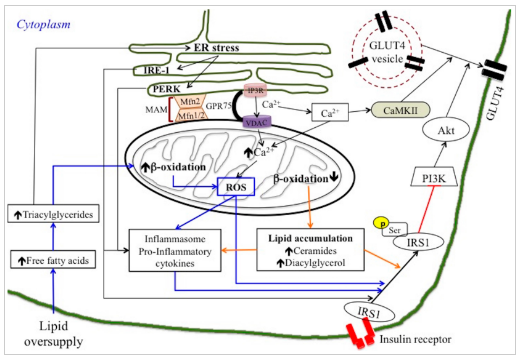 Cytoplasm
ER stress
IRE-1
PERK
MAM
Mfn2
Mfn1/2
GPR75
IP3R
VDAC
Ca²⁺
Ca²⁺
Ca²⁺
CaMKII
GLUT4
vesicle
GLUT4
Akt
PI3K
P
Ser
IRS1
IRS1
Insulin receptor
β-oxidation
ROS
β-oxidation
Triacylglycerides
Free fatty acids
Lipid
oversupply
Inflammasome
Pro-Inflammatory
cytokines
Lipid accumulation
Ceramides
Diacylglycerol